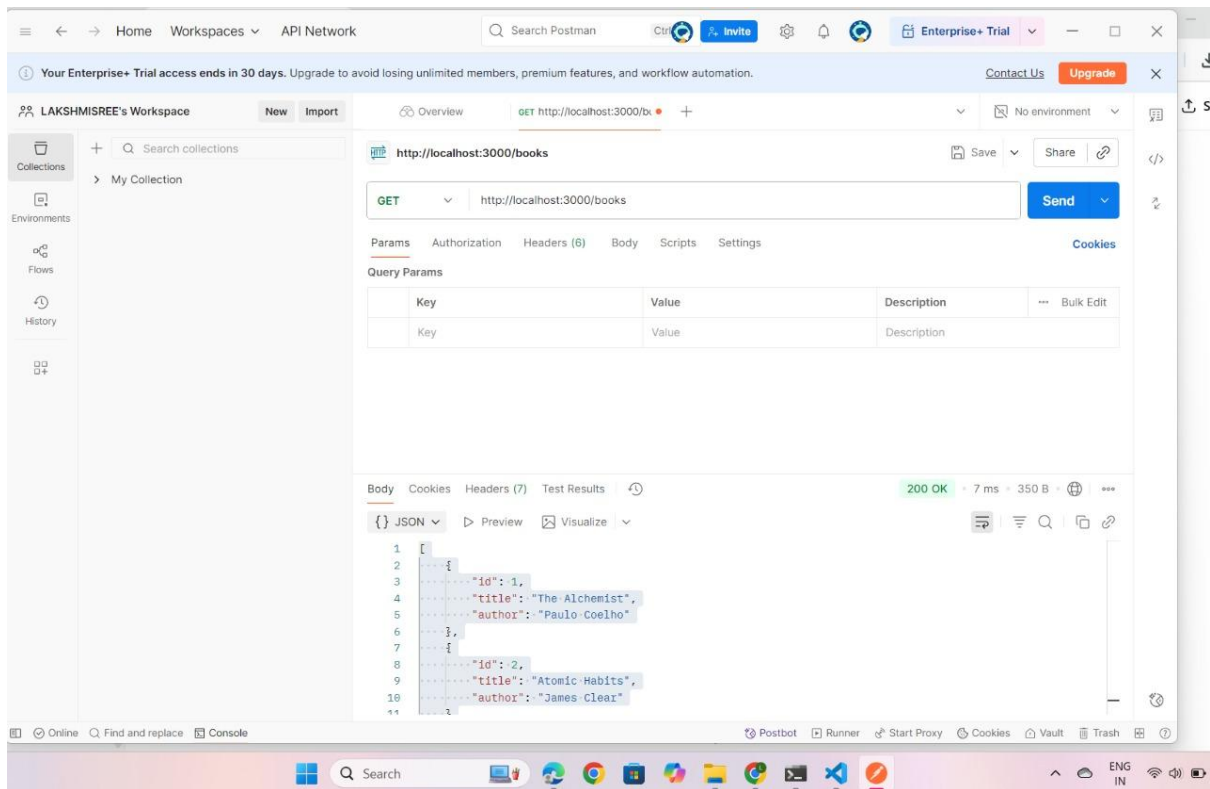 Home Workspaces API Network Search Postman Ctrl Invite Enterprise+ Trial
Your Enterprise+ Trial access ends in 30 days. Upgrade to avoid losing unlimited members, premium features, and workflow automation. Contact Us Upgrade
LAKSHMISREE's Workspace New Import Overview GET http://localhost:3000/b No environment
Collections Search collections http://localhost:3000/books Save Share
My Collection
Environments GET http://localhost:3000/books Send
Flows Params Authorization Headers (6) Body Scripts Settings Cookies
Query Params
History Key Value Description Bulk Edit
Key Value Description
Body Cookies Headers (7) Test Results 200 OK 7 ms 350 B
{} JSON Preview Visualize
1 [
2 {
3 "id": 1,
4 "title": "The Alchemist",
5 "author": "Paulo Coelho"
6 },
7 {
8 "id": 2,
9 "title": "Atomic Habits",
10 "author": "James Clear"
11 }
Online Find and replace Console Postbot Runner Start Proxy Cookies Vault Trash
Search ENG
IN